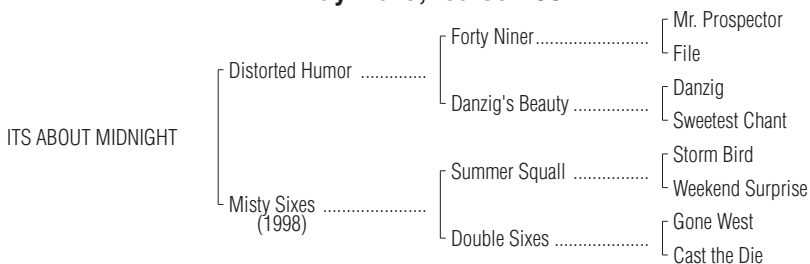 Forty Niner
Mr. Prospector
File
Distorted Humor
Danzig's Beauty
Danzig
Sweetest Chant
ITS ABOUT MIDNIGHT
Summer Squall
Storm Bird
Weekend Surprise
Misty Sixes
(1998)
Double Sixes
Gone West
Cast the Die